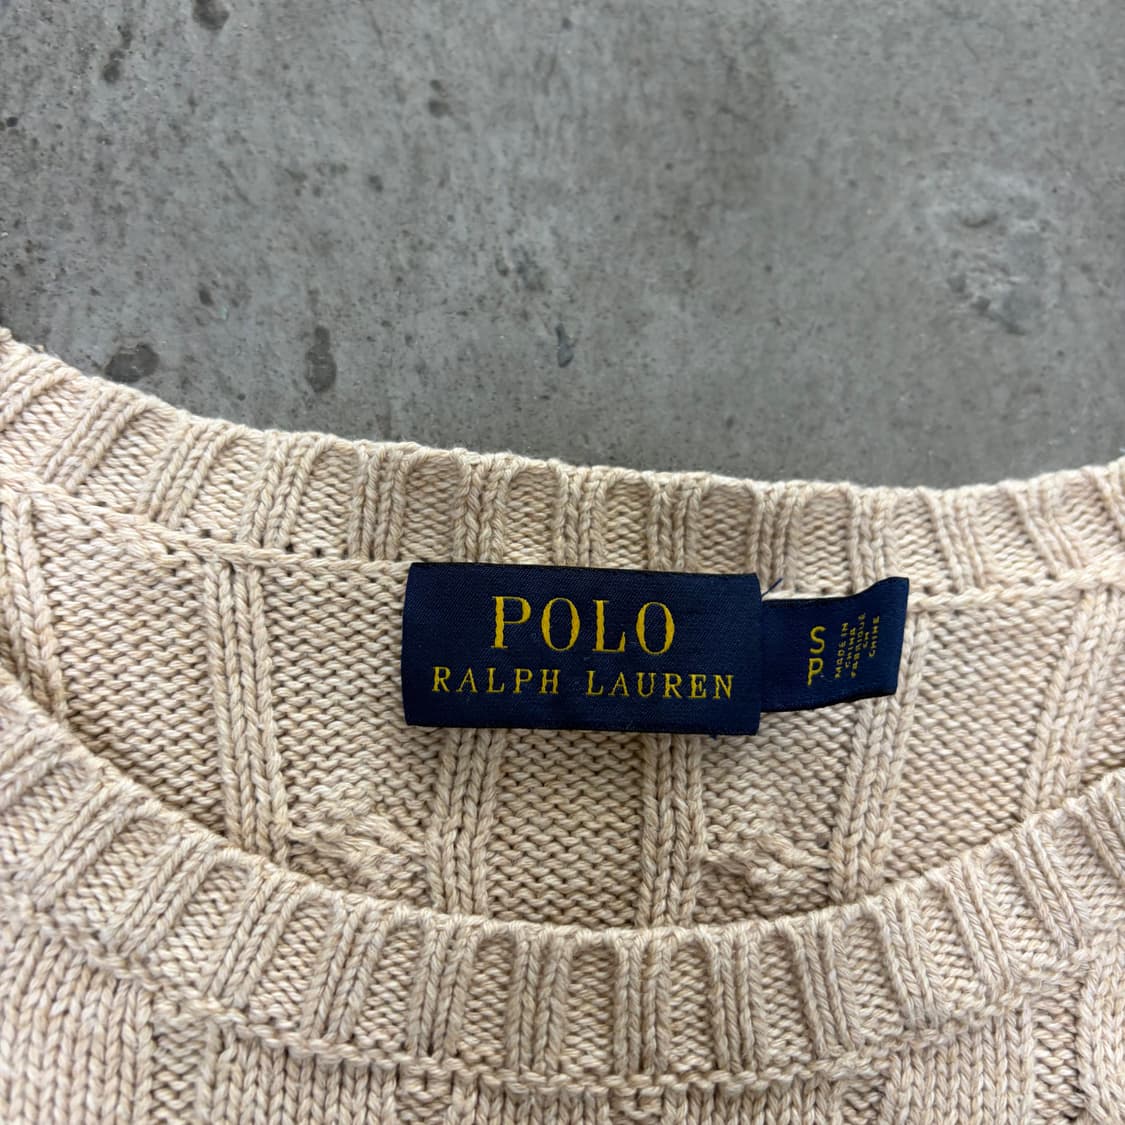 POLO
RALPH LAUREN
S
P
MADE IN
CHINA
FABRIQUÉ
EN
CHINE